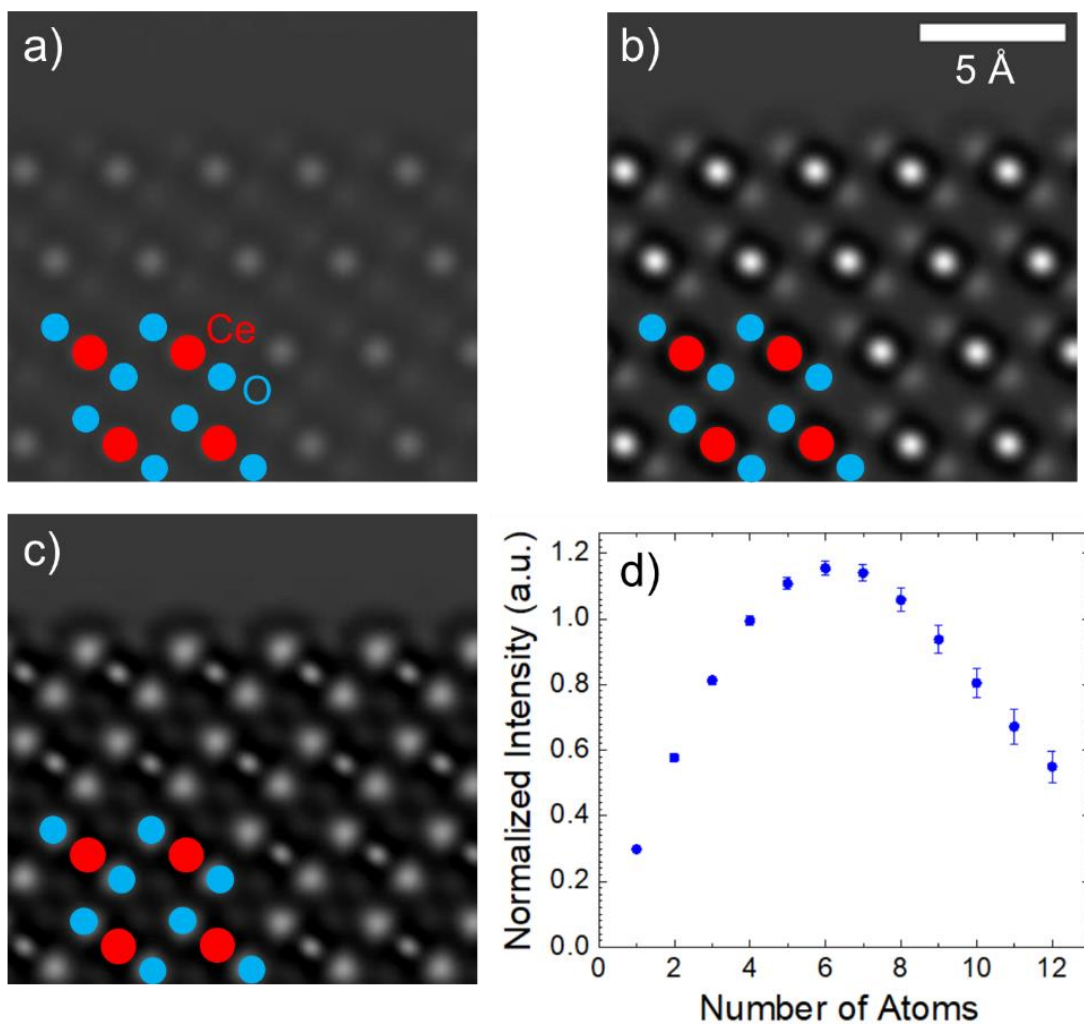 a)
Ce
O
b)
5 Å
c)
d)
Normalized Intensity (a.u.)
1.2
1.0
0.8
0.6
0.4
0.2
0.0
0 2 4 6 8 10 12
Number of Atoms